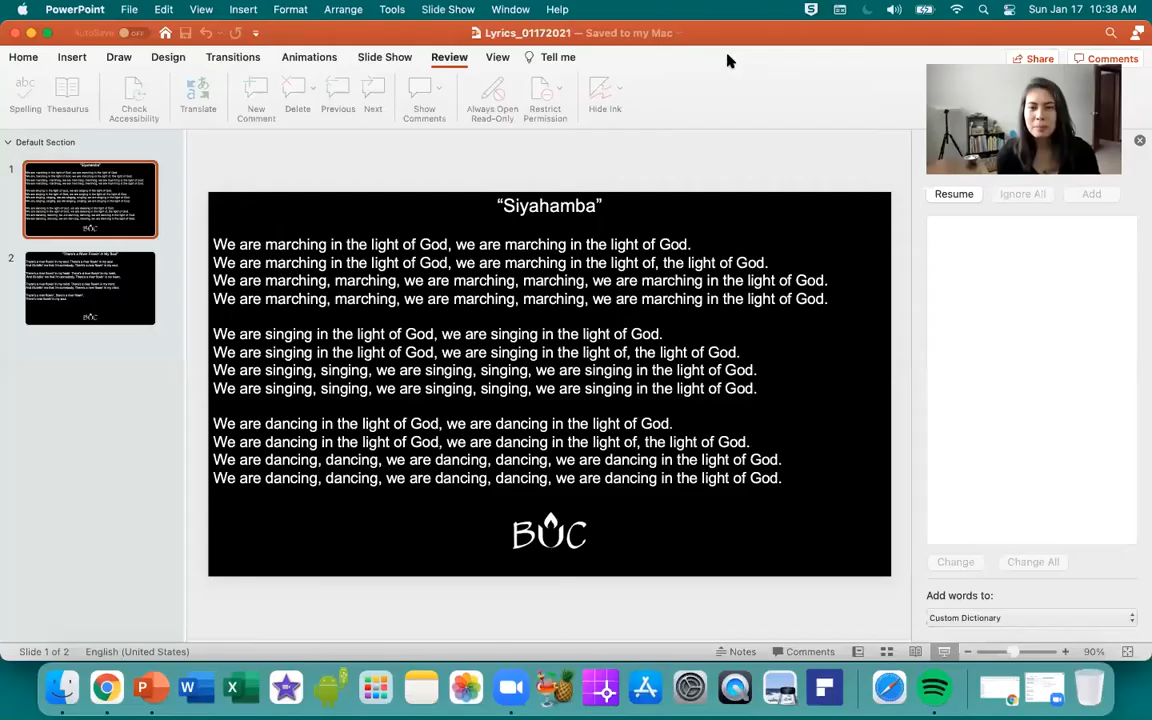 PowerPoint File Edit View Insert Format Arrange Tools Slide Show Window Help Sun Jan 17 10:38 AM
AutoSave OFF Lyrics_01172021 — Saved to my Mac
Home Insert Draw Design Transitions Animations Slide Show Review View Tell me Share Comments
abc
Spelling Thesaurus Check Accessibility Translate New Comment Delete Previous Next Show Comments Always Open Read-Only Restrict Permission Hide Ink
Default Section
1
2
"Siyahamba"
We are marching in the light of God, we are marching in the light of God.
We are marching in the light of God, we are marching in the light of, the light of God.
We are marching, marching, we are marching, marching, we are marching in the light of God.
We are marching, marching, we are marching, marching, we are marching in the light of God.
We are singing in the light of God, we are singing in the light of God.
We are singing in the light of God, we are singing in the light of, the light of God.
We are singing, singing, we are singing, singing, we are singing in the light of God.
We are singing, singing, we are singing, singing, we are singing in the light of God.
We are dancing in the light of God, we are dancing in the light of God.
We are dancing in the light of God, we are dancing in the light of, the light of God.
We are dancing, dancing, we are dancing, dancing, we are dancing in the light of God.
We are dancing, dancing, we are dancing, dancing, we are dancing in the light of God.
BUC
Resume Ignore All Add
Change Change All
Add words to:
Custom Dictionary
Slide 1 of 2 English (United States) Notes Comments 90%